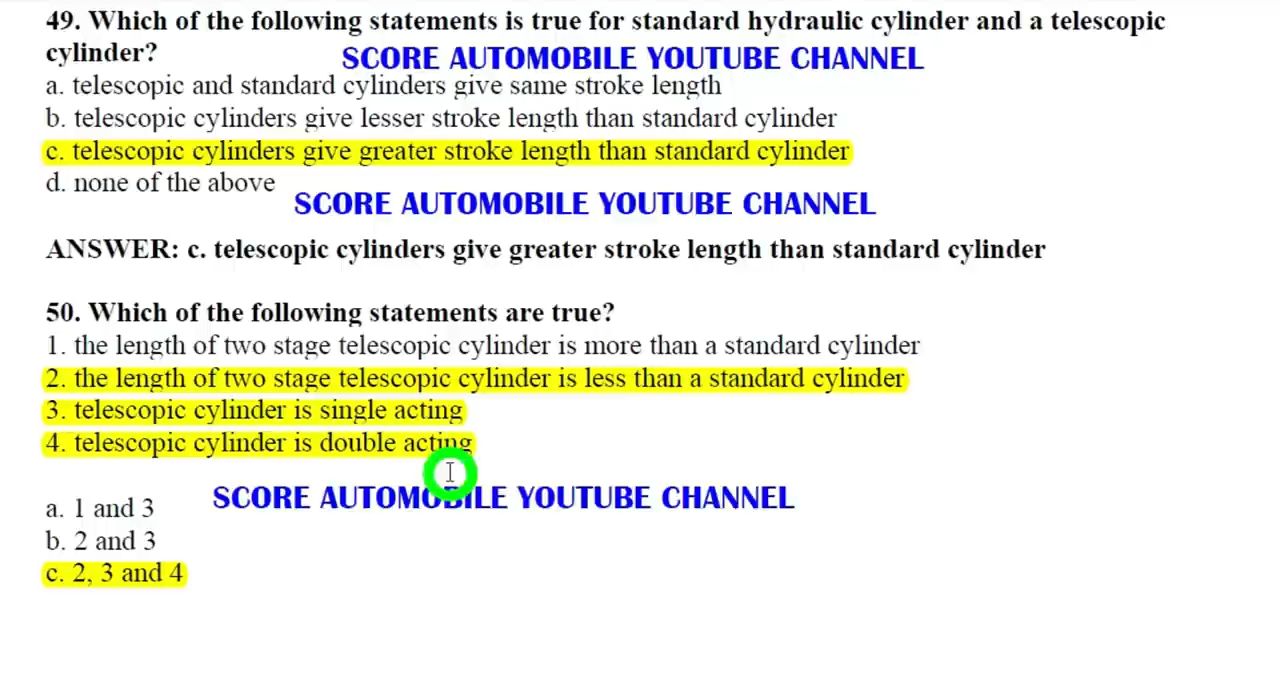 49. Which of the following statements is true for standard hydraulic cylinder and a telescopic
cylinder?
SCORE AUTOMOBILE YOUTUBE CHANNEL
a. telescopic and standard cylinders give same stroke length
b. telescopic cylinders give lesser stroke length than standard cylinder
c. telescopic cylinders give greater stroke length than standard cylinder
d. none of the above
SCORE AUTOMOBILE YOUTUBE CHANNEL
ANSWER: c. telescopic cylinders give greater stroke length than standard cylinder
50. Which of the following statements are true?
1. the length of two stage telescopic cylinder is more than a standard cylinder
2. the length of two stage telescopic cylinder is less than a standard cylinder
3. telescopic cylinder is single acting
4. telescopic cylinder is double acting
SCORE AUTOMOBILE YOUTUBE CHANNEL
a. 1 and 3
b. 2 and 3
c. 2, 3 and 4